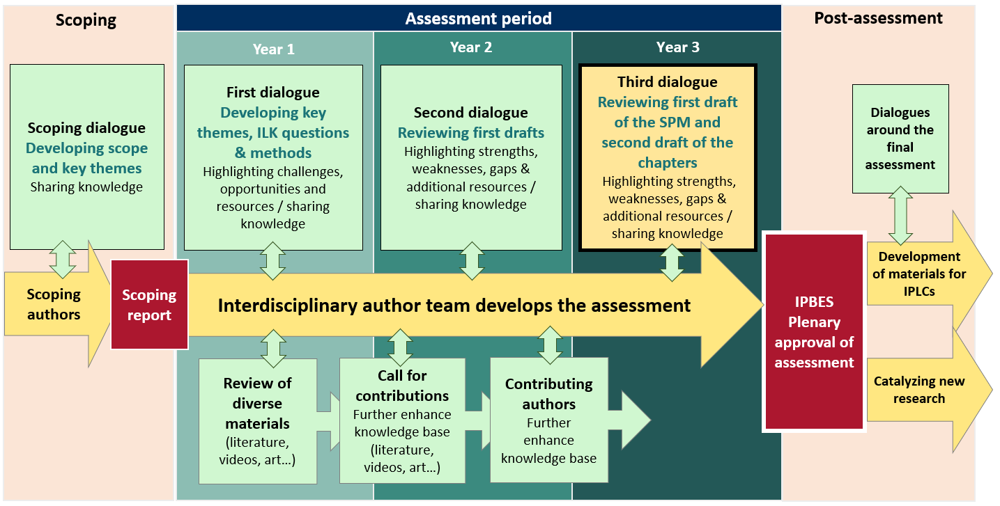 Scoping
Assessment period
Post-assessment
Year 1
Year 2
Year 3
Scoping dialogue
Developing scope
and key themes
Sharing knowledge
First dialogue
Developing key
themes, ILK questions
& methods
Highlighting challenges,
opportunities and
resources / sharing
knowledge
Second dialogue
Reviewing first drafts
Highlighting strengths,
weaknesses, gaps &
additional resources /
sharing knowledge
Third dialogue
Reviewing first draft
of the SPM and
second draft of the
chapters
Highlighting strengths,
weaknesses, gaps &
additional resources /
sharing knowledge
Dialogues
around the
final
assessment
Scoping
authors
Scoping
report
Interdisciplinary author team develops the assessment
IPBES
Plenary
approval of
assessment
Development
of materials for
IPLCs
Catalyzing new
research
Review of
diverse
materials
(literature,
videos, art…)
Call for
contributions
Further enhance
knowledge base
(literature,
videos, art…)
Contributing
authors
Further
enhance
knowledge base